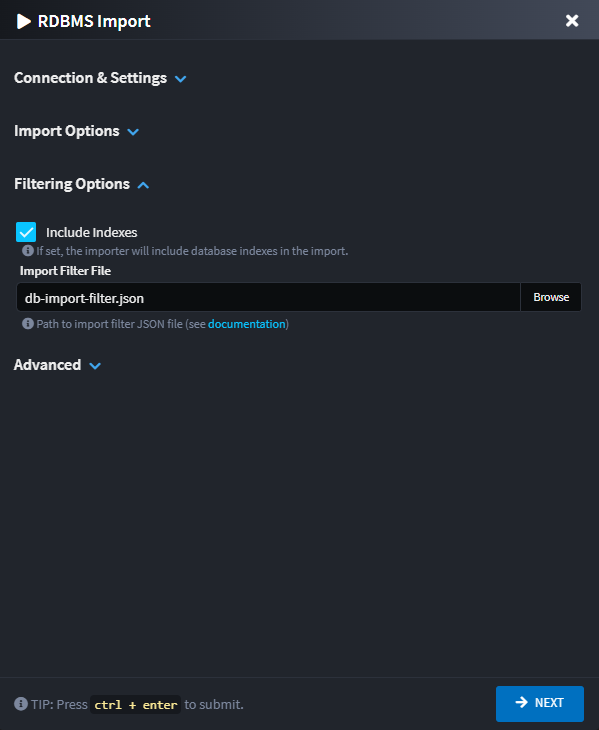 RDBMS Import
Connection & Settings
Import Options
Filtering Options
Include Indexes
If set, the importer will include database indexes in the import.
Import Filter File
db-import-filter.json
Browse
Path to import filter JSON file (see documentation)
Advanced
TIP: Press ctrl + enter to submit.
NEXT